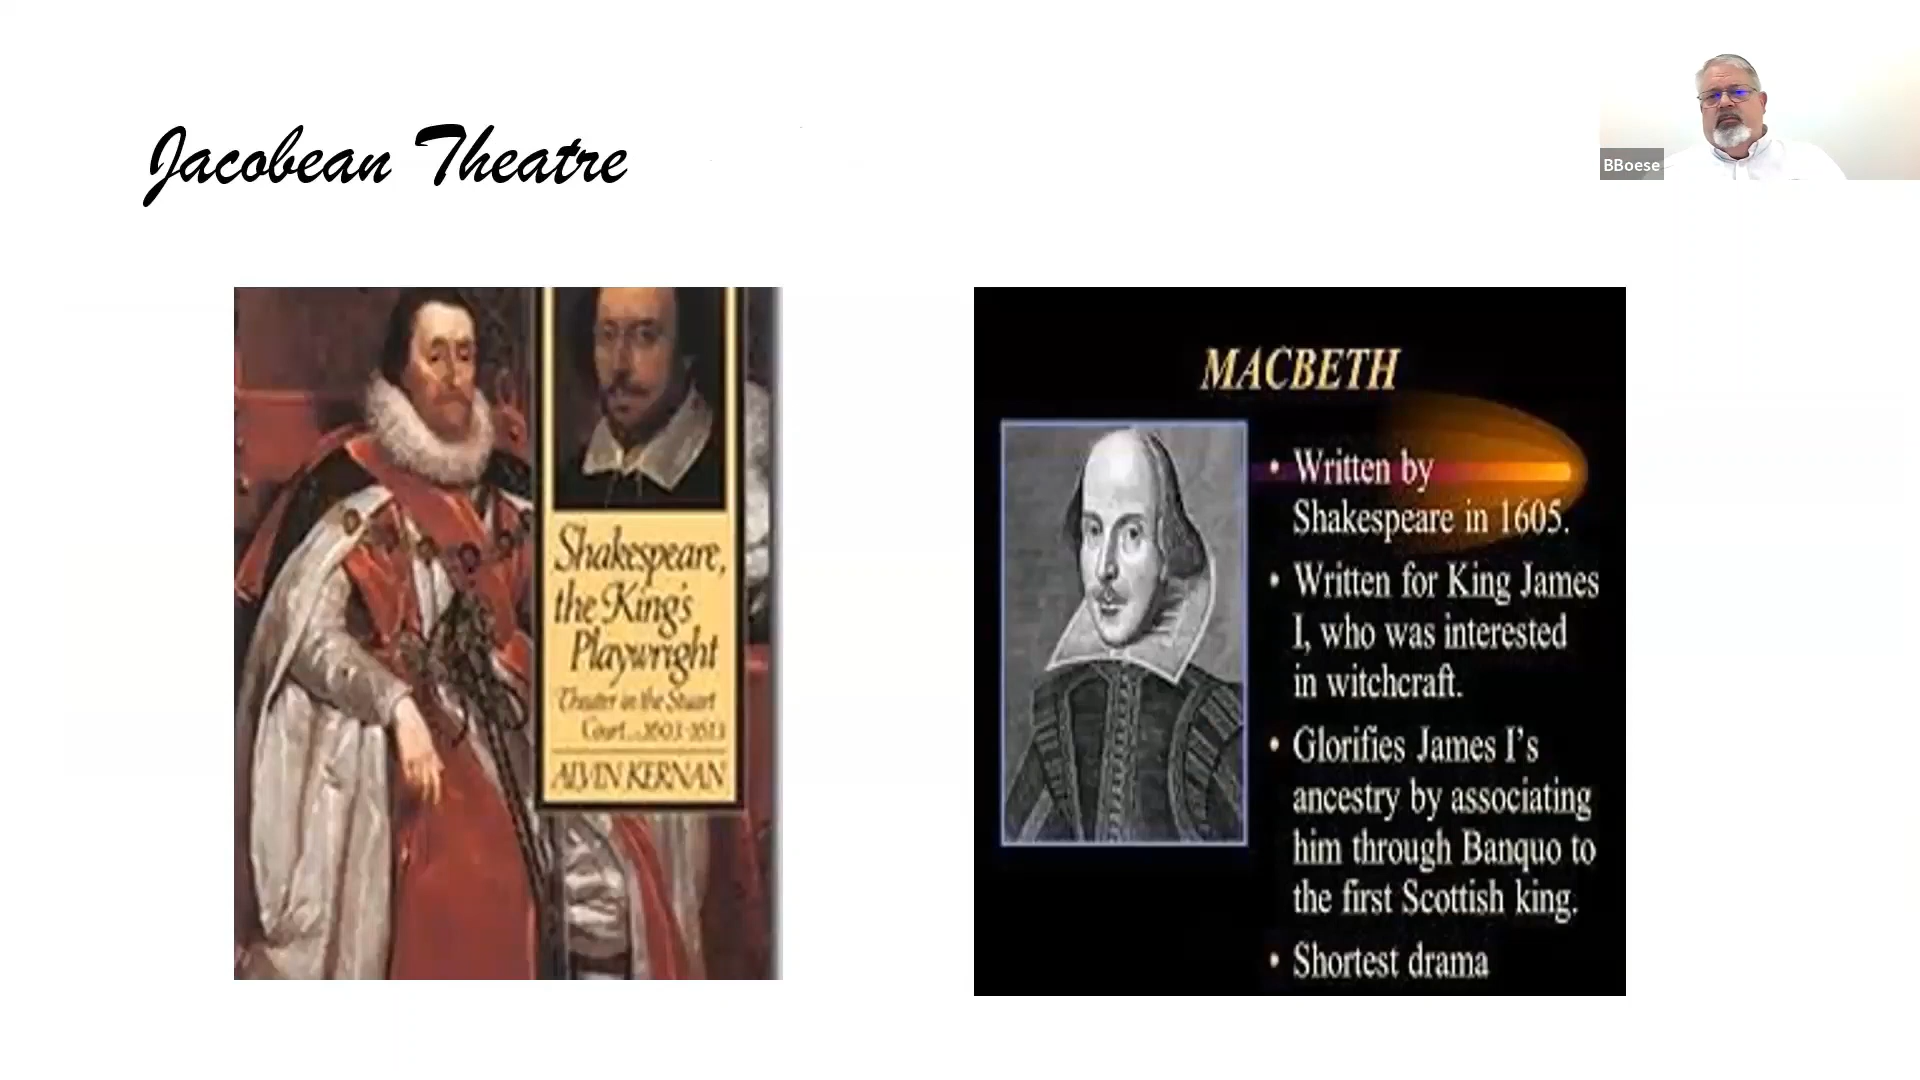 Jacobean Theatre
BBoese
Shakespeare,
the King's
Playwright
Theater in the Stuart
Court, 1603-1613
ALVIN KERNAN
MACBETH
• Written by
Shakespeare in 1605.
• Written for King James
I, who was interested
in witchcraft.
• Glorifies James I's
ancestry by associating
him through Banquo to
the first Scottish king.
• Shortest drama